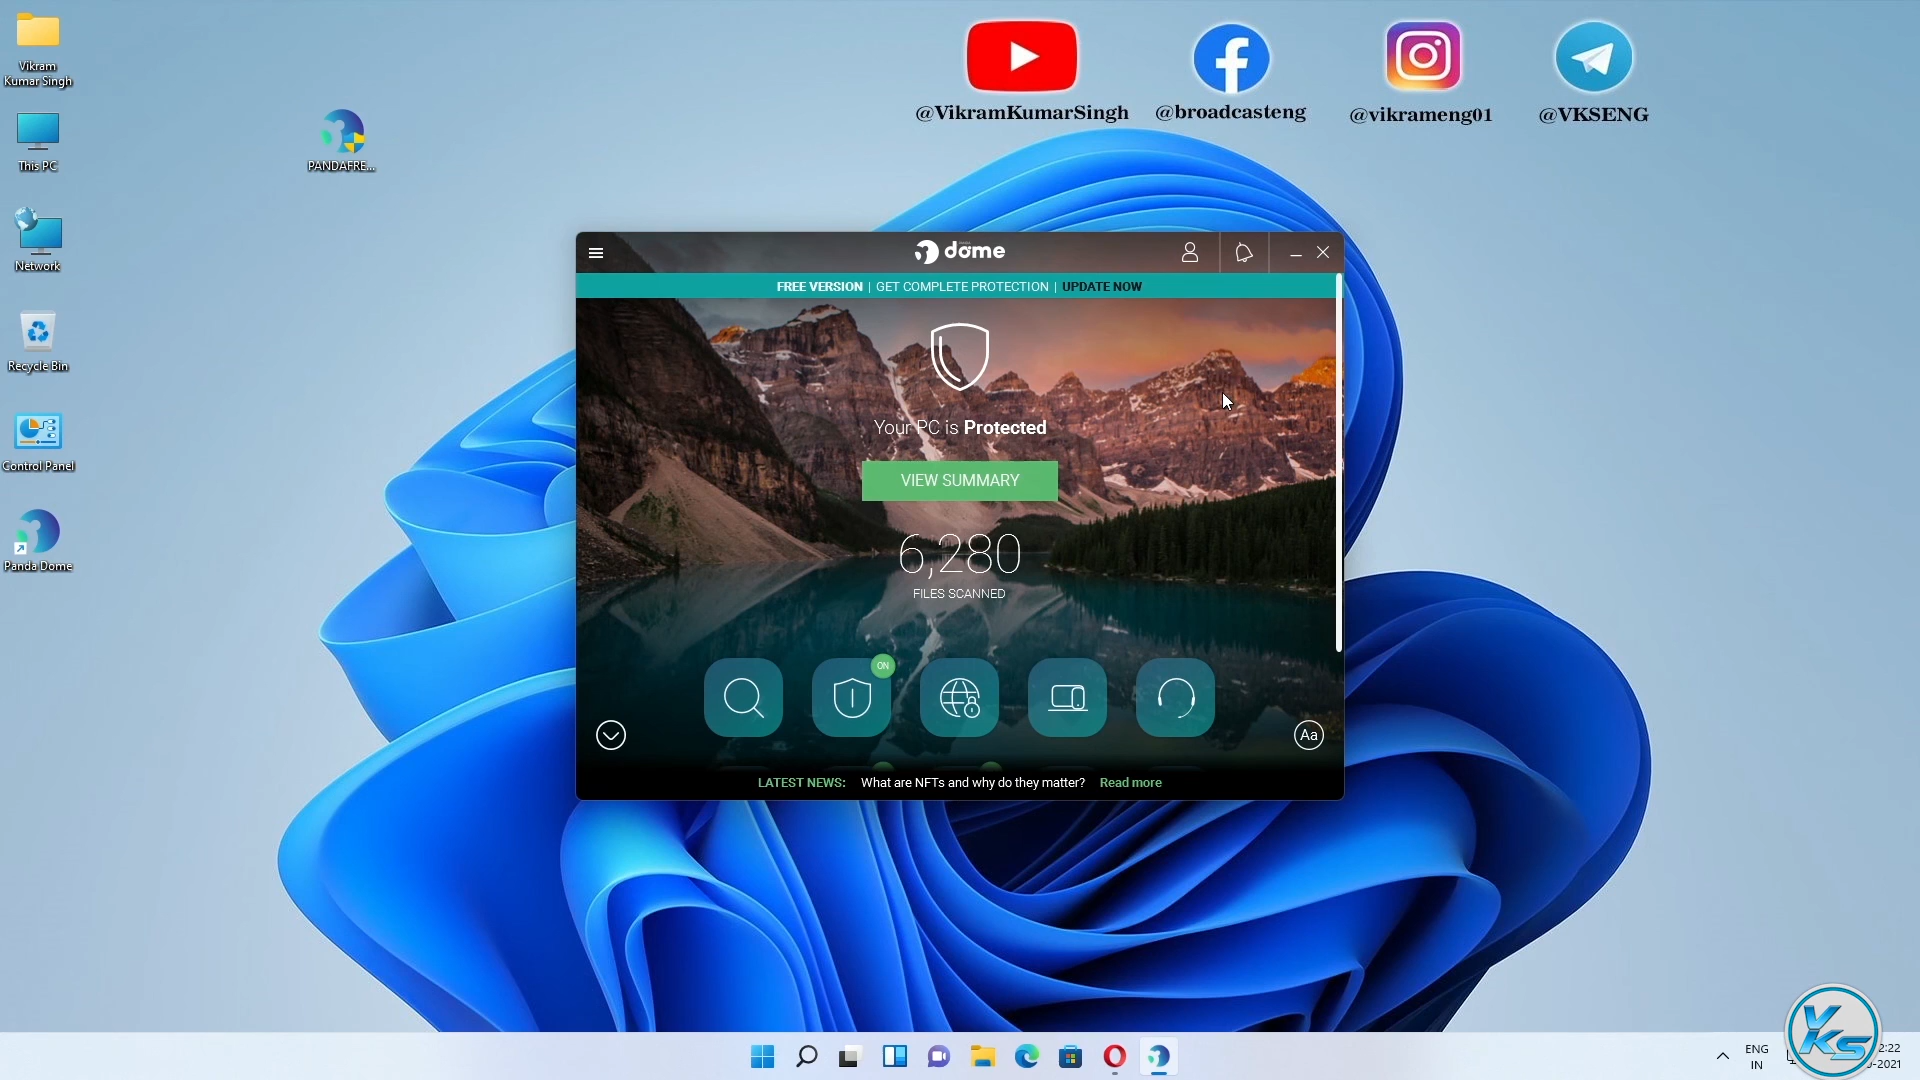 Vikram
Kumar Singh
This PC
Network
Recycle Bin
Control Panel
Panda Dome
PANDAFRE...
@VikramKumarSingh
@broadcasteng
@vikrameng01
@VKSENG
dome
FREE VERSION | GET COMPLETE PROTECTION | UPDATE NOW
Your PC is Protected
VIEW SUMMARY
6,280
FILES SCANNED
ON
Aa
LATEST NEWS: What are NFTs and why do they matter? Read more
ENG
IN
2:22
-2021
VKS